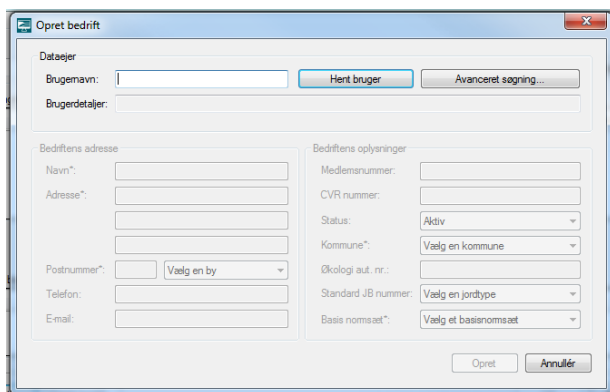 Opret bedrift
Dataejer
Brugernavn:
Hent bruger
Avanceret søgning...
Brugerdetaljer:
Bedriftens adresse
Navn*:
Adresse*:
Postnummer*:
Vælg en by
Telefon:
E-mail:
Bedriftens oplysninger
Medlemsnummer:
CVR nummer:
Status:
Aktiv
Kommune*:
Vælg en kommune
Økologi aut. nr.:
Standard JB nummer:
Vælg en jordtype
Basis normsæt*:
Vælg et basisnormsæt
Opret
Annullér